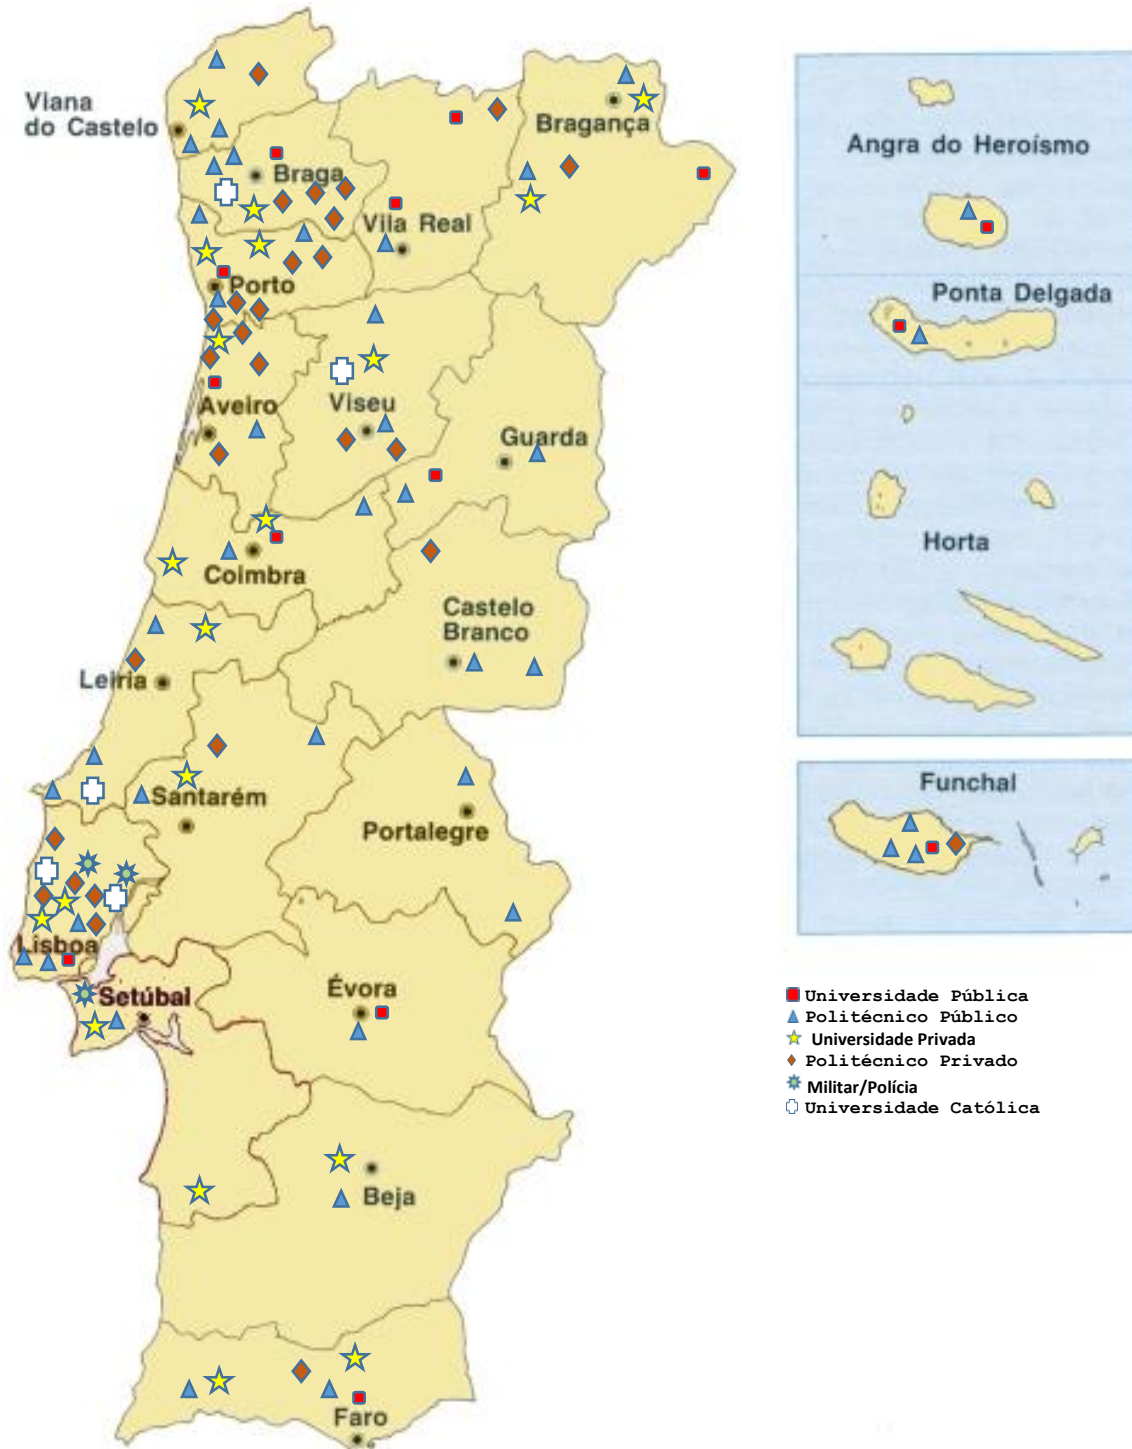 Viana
do Castelo
Bragança
Braga
Vila Real
Porto
Aveiro
Viseu
Guarda
Coimbra
Castelo
Branco
Leiria
Santarém
Portalegre
Lisboa
Setúbal
Évora
Beja
Faro
Angra do Heroísmo
Ponta Delgada
Horta
Funchal
Universidade Pública
Politécnico Público
Universidade Privada
Politécnico Privado
Militar/Polícia
Universidade Católica